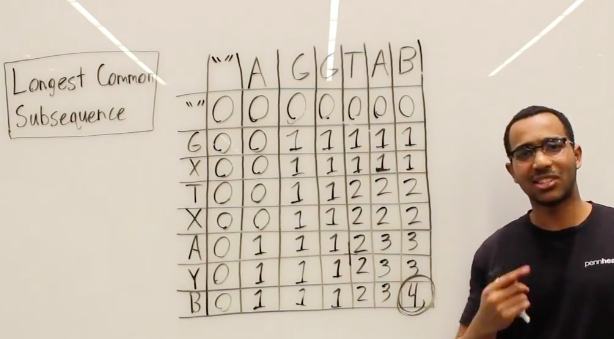 Longest Common
Subsequence
"" A G G T A B
"" 0 0 0 0 0 0 0
G 0 0 1 1 1 1 1
X 0 0 1 1 1 1 1
T 0 0 1 1 2 2 2
X 0 0 1 1 2 2 2
A 0 1 1 1 2 3 3
Y 0 1 1 1 2 3 3
B 0 1 1 1 2 3 4